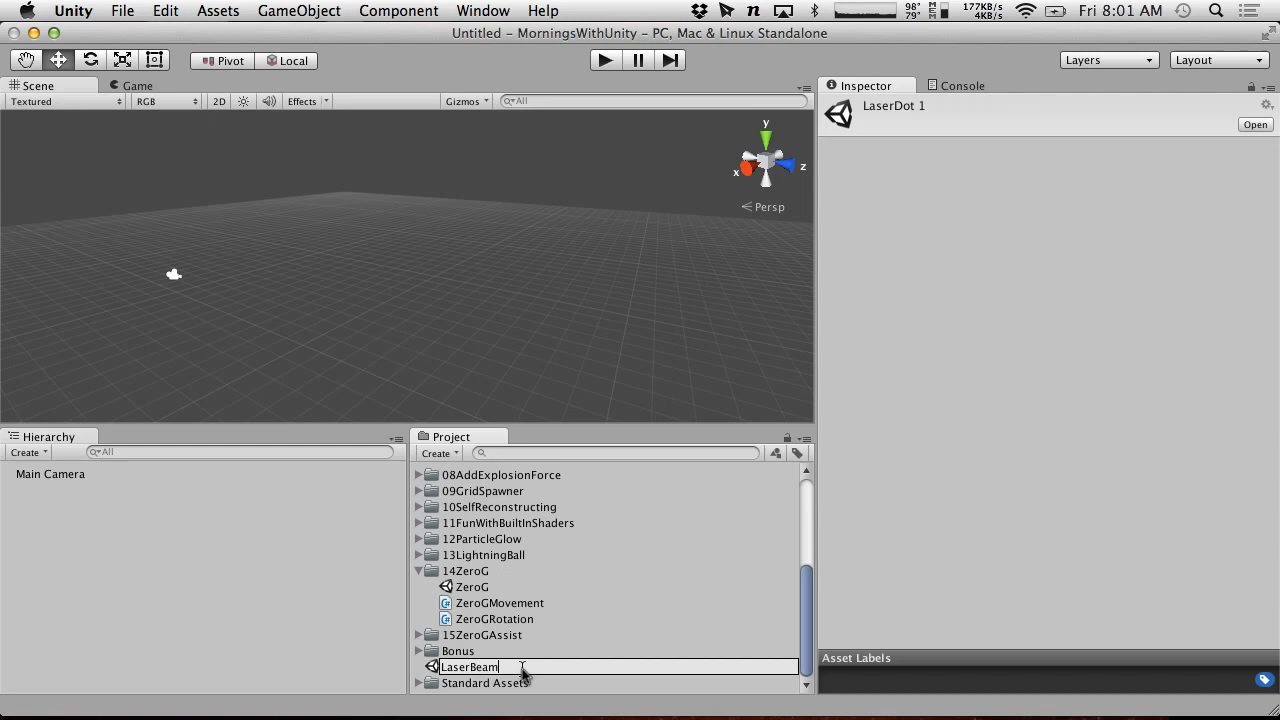 Unity File Edit Assets GameObject Component Window Help 98° 79° MEM 177KB/s 4KB/s Fri 8:01 AM
Untitled – MorningsWithUnity – PC, Mac & Linux Standalone
Pivot Local Layers Layout
Scene Game Inspector Console
Textured RGB 2D Effects Gizmos All
LaserDot 1
Open
y
x z
Persp
Hierarchy Project
Create All Create
Main Camera
08AddExplosionForce
09GridSpawner
10SelfReconstructing
11FunWithBuiltInShaders
12ParticleGlow
13LightningBall
14ZeroG
ZeroG
ZeroGMovement
ZeroGRotation
15ZeroGAssist
Bonus
LaserBeam
Standard Assets
Asset Labels